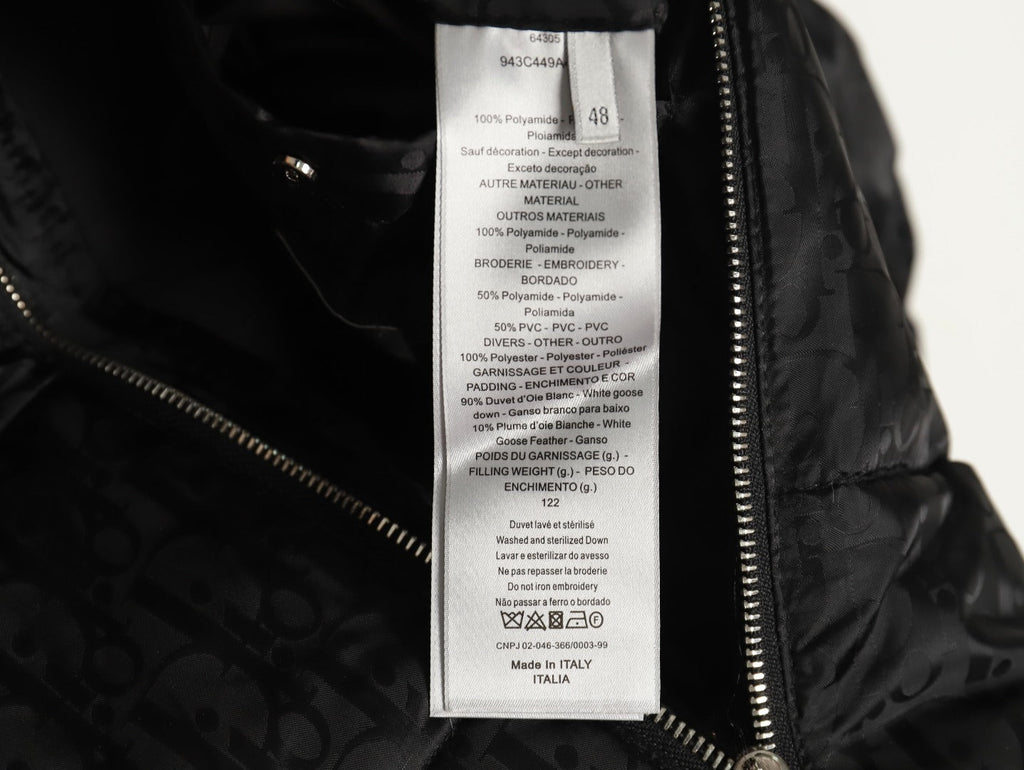 64305
943C449A
48
100% Polyamide -
Ploiamida
Sauf décoration - Except decoration -
Exceto decoração
AUTRE MATERIAU - OTHER
MATERIAL
OUTROS MATERIAIS
100% Polyamide - Polyamide -
Poliamide
BRODERIE - EMBROIDERY -
BORDADO
50% Polyamide - Polyamide -
Poliamida
50% PVC - PVC - PVC
DIVERS - OTHER - OUTRO
100% Polyester - Polyester - Poliéster
GARNISSAGE ET COULEUR -
PADDING - ENCHIMENTO E COR
90% Duvet d'Oie Blanc - White goose
down - Ganso branco para baixo
10% Plume d'oie Bianche - White
Goose Feather - Ganso
POIDS DU GARNISSAGE (g.) -
FILLING WEIGHT (g.) - PESO DO
ENCHIMENTO (g.)
122
Duvet lavé et stérilisé
Washed and sterilized Down
Lavar e esterilizar do avesso
Ne pas repasser la broderie
Do not iron embroidery
Não passar a ferro o bordado
F
CNPJ 02-046-366/0003-99
Made In ITALY
ITALIA